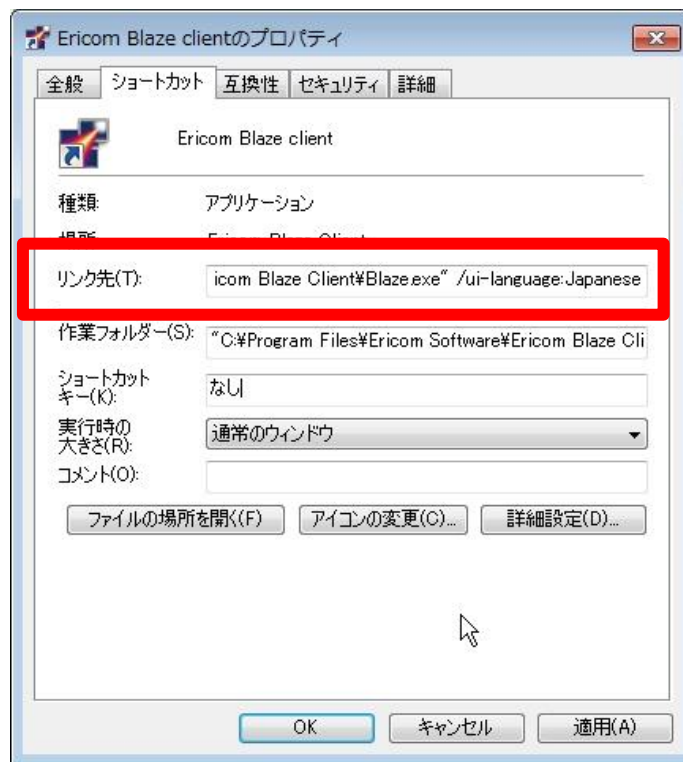 Ericom Blaze clientのプロパティ
全般 ショートカット 互換性 セキュリティ 詳細
Ericom Blaze client
種類: アプリケーション
リンク先(T): icom Blaze Client¥Blaze.exe" /ui-language:Japanese
作業フォルダー(S): "C:¥Program Files¥Ericom Software¥Ericom Blaze Cli
ショートカット
キー(K): なし
実行時の
大きさ(R): 通常のウィンドウ
コメント(O):
ファイルの場所を開く(F) アイコンの変更(C)... 詳細設定(D)...
OK キャンセル 適用(A)